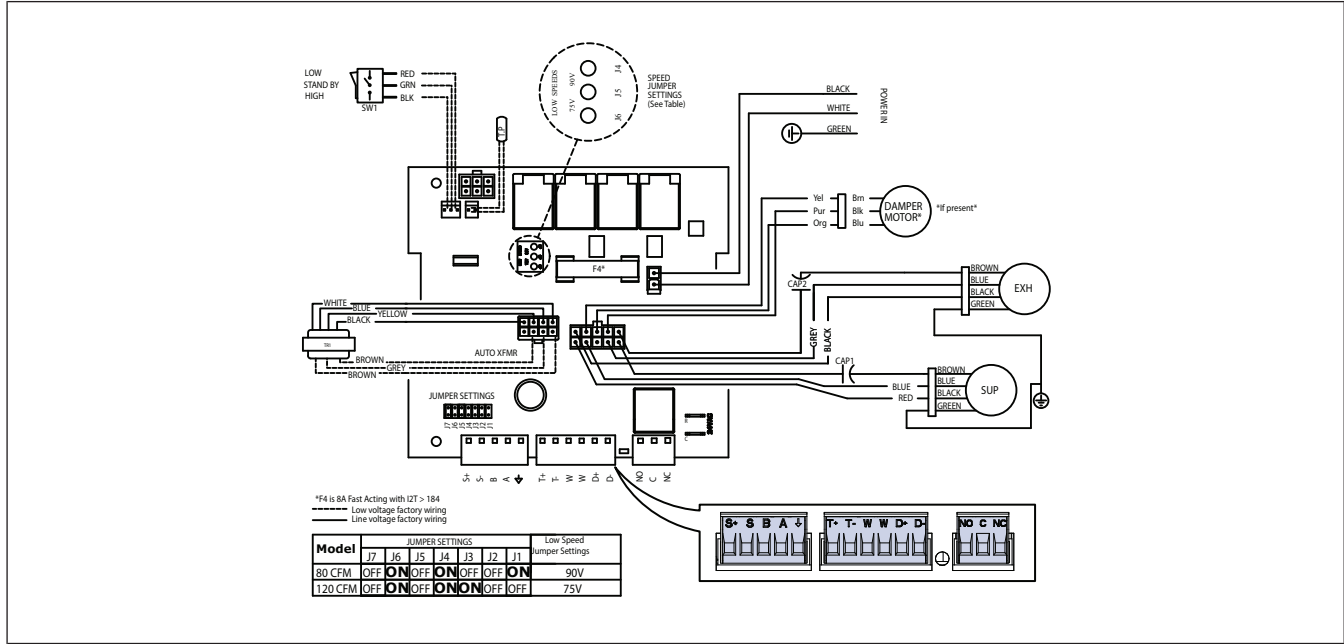 LOW
STAND BY
HIGH
SW1
RED
GRN
BLK
T.P
LOW SPEEDS
75V 90V
J6 J5 J4
SPEED
JUMPER
SETTINGS
(See Table)
BLACK
WHITE
GREEN
POWER IN
Yel Brn
Pur Blk
Org Blu
DAMPER
MOTOR*
*If present*
F4*
CAP2
BROWN
BLUE
BLACK
GREEN
EXH
GREY
BLACK
WHITE
BLUE
YELLOW
BLACK
BROWN
GREY
BROWN
AUTO XFMR
CAP1
BLUE
RED
BROWN
BLUE
BLACK
GREEN
SUP
JUMPER SETTINGS
J7 J6 J5 J4 J3 J2 J1
S+ S- B A
T+ T- W W D+ D-
NO C NC
S+ S B A
T+ T- W W D+ D-
NO C NC
*F4 is 8A Fast Acting with I2T > 184
Low voltage factory wiring
Line voltage factory wiring
Model JUMPER SETTINGS Low Speed
Jumper Settings
J7 J6 J5 J4 J3 J2 J1
80 CFM OFF ON OFF ON OFF OFF ON 90V
120 CFM OFF ON OFF ON ON OFF OFF 75V